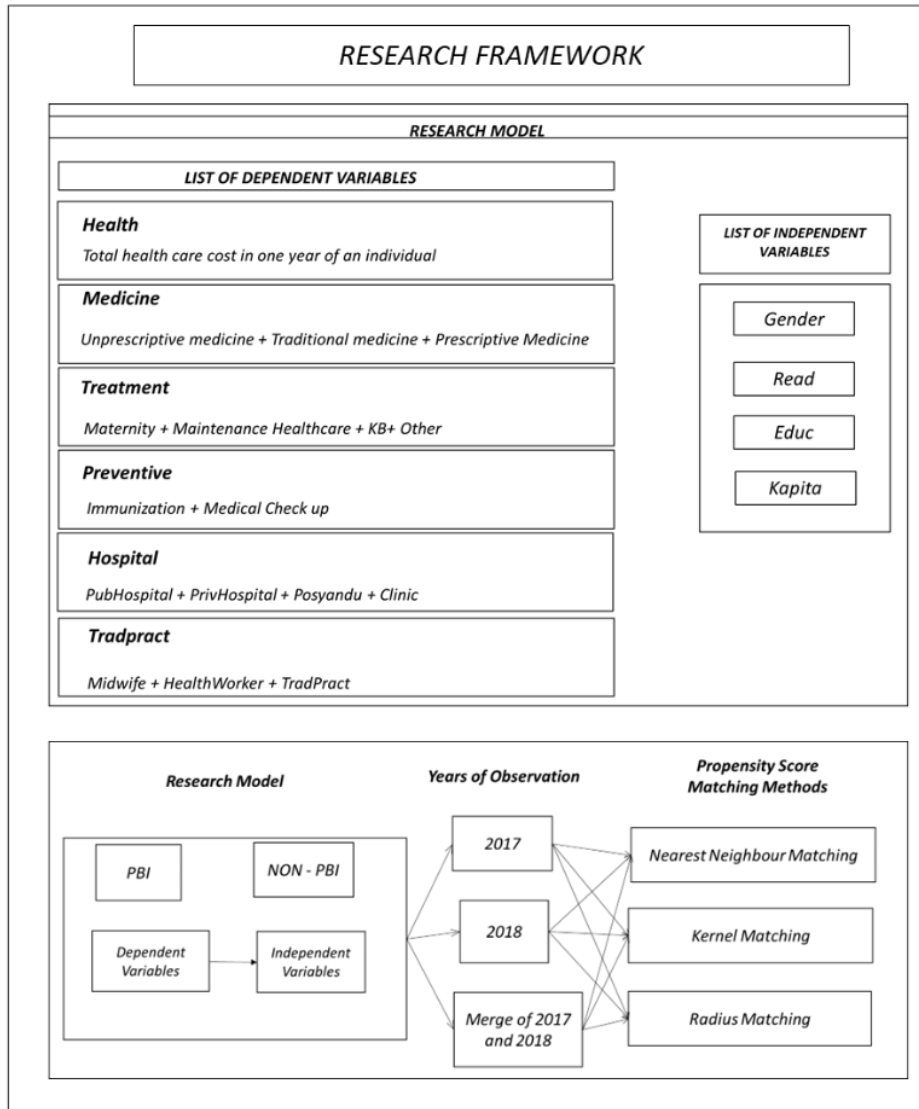 RESEARCH FRAMEWORK
RESEARCH MODEL
LIST OF DEPENDENT VARIABLES
Health
Total health care cost in one year of an individual
Medicine
Unprescriptive medicine + Traditional medicine + Prescriptive Medicine
Treatment
Maternity + Maintenance Healthcare + KB+ Other
Preventive
Immunization + Medical Check up
Hospital
PubHospital + PrivHospital + Posyandu + Clinic
Tradpract
Midwife + HealthWorker + TradPract
LIST OF INDEPENDENT
VARIABLES
Gender
Read
Educ
Kapita
Research Model
PBI
NON - PBI
Dependent
Variables
Independent
Variables
Years of Observation
2017
2018
Merge of 2017
and 2018
Propensity Score
Matching Methods
Nearest Neighbour Matching
Kernel Matching
Radius Matching